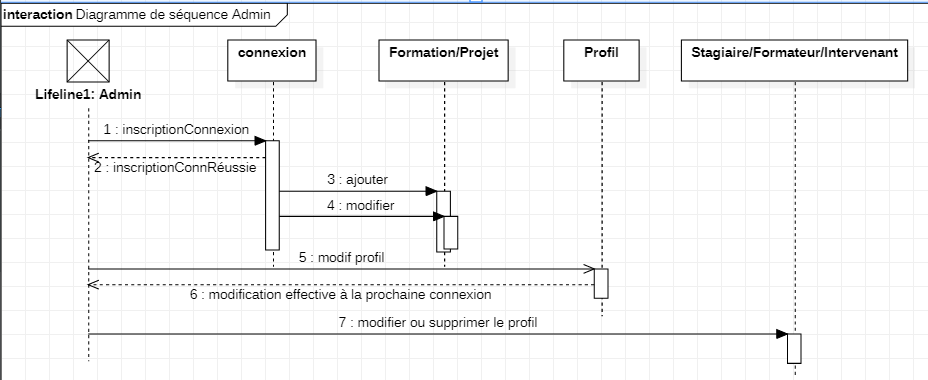 interaction Diagramme de séquence Admin
connexion
Formation/Projet
Profil
Stagiaire/Formateur/Intervenant
Lifeline1: Admin
1 : inscriptionConnexion
2 : inscriptionConnRéussie
3 : ajouter
4 : modifier
5 : modif profil
6 : modification effective à la prochaine connexion
7 : modifier ou supprimer le profil